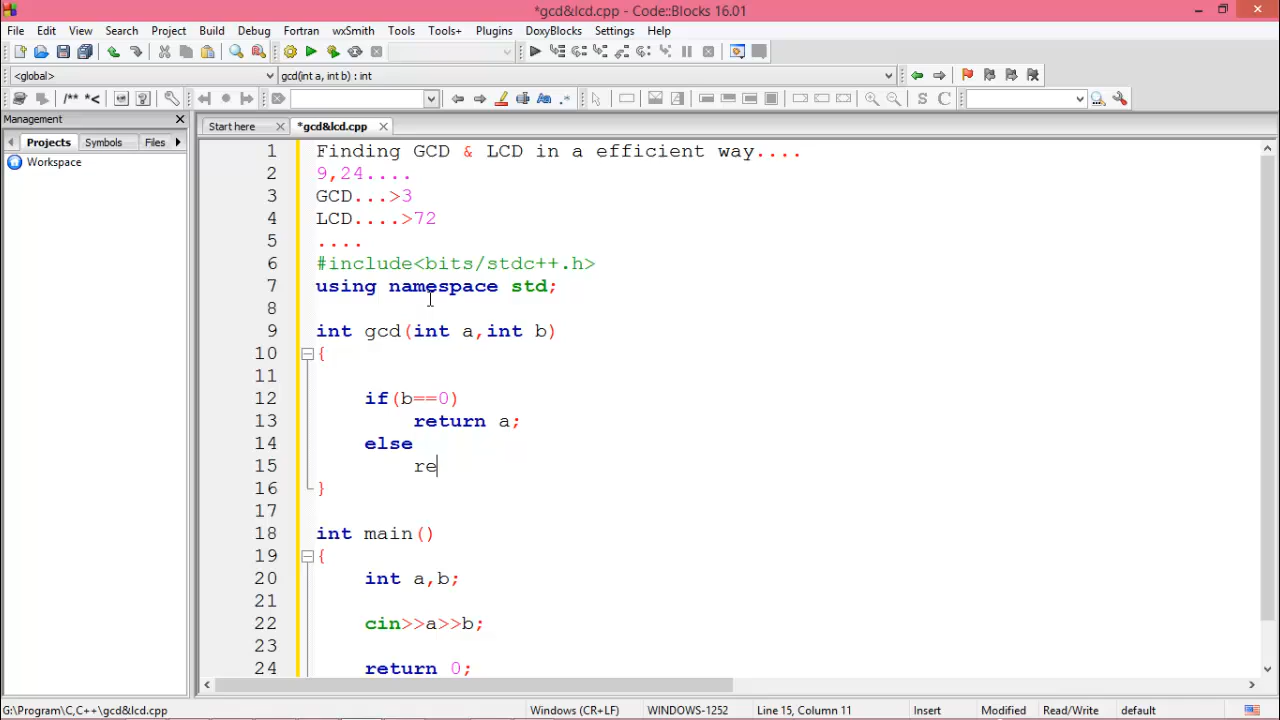 *gcd&lcd.cpp - Code::Blocks 16.01
File Edit View Search Project Build Debug Fortran wxSmith Tools Tools+ Plugins DoxyBlocks Settings Help
<global> gcd(int a, int b) : int
/** *< S C
Management
Start here *gcd&lcd.cpp
Projects Symbols Files
Workspace
1 Finding GCD & LCD in a efficient way....
2 9,24....
3 GCD...>3
4 LCD....>72
5 ....
6 #include<bits/stdc++.h>
7 using namespace std;
8
9 int gcd(int a,int b)
10 {
11
12 if(b==0)
13 return a;
14 else
15 re
16 }
17
18 int main()
19 {
20 int a,b;
21
22 cin>>a>>b;
23
24 return 0;
G:\Program\C,C++\gcd&lcd.cpp Windows (CR+LF) WINDOWS-1252 Line 15, Column 11 Insert Modified Read/Write default